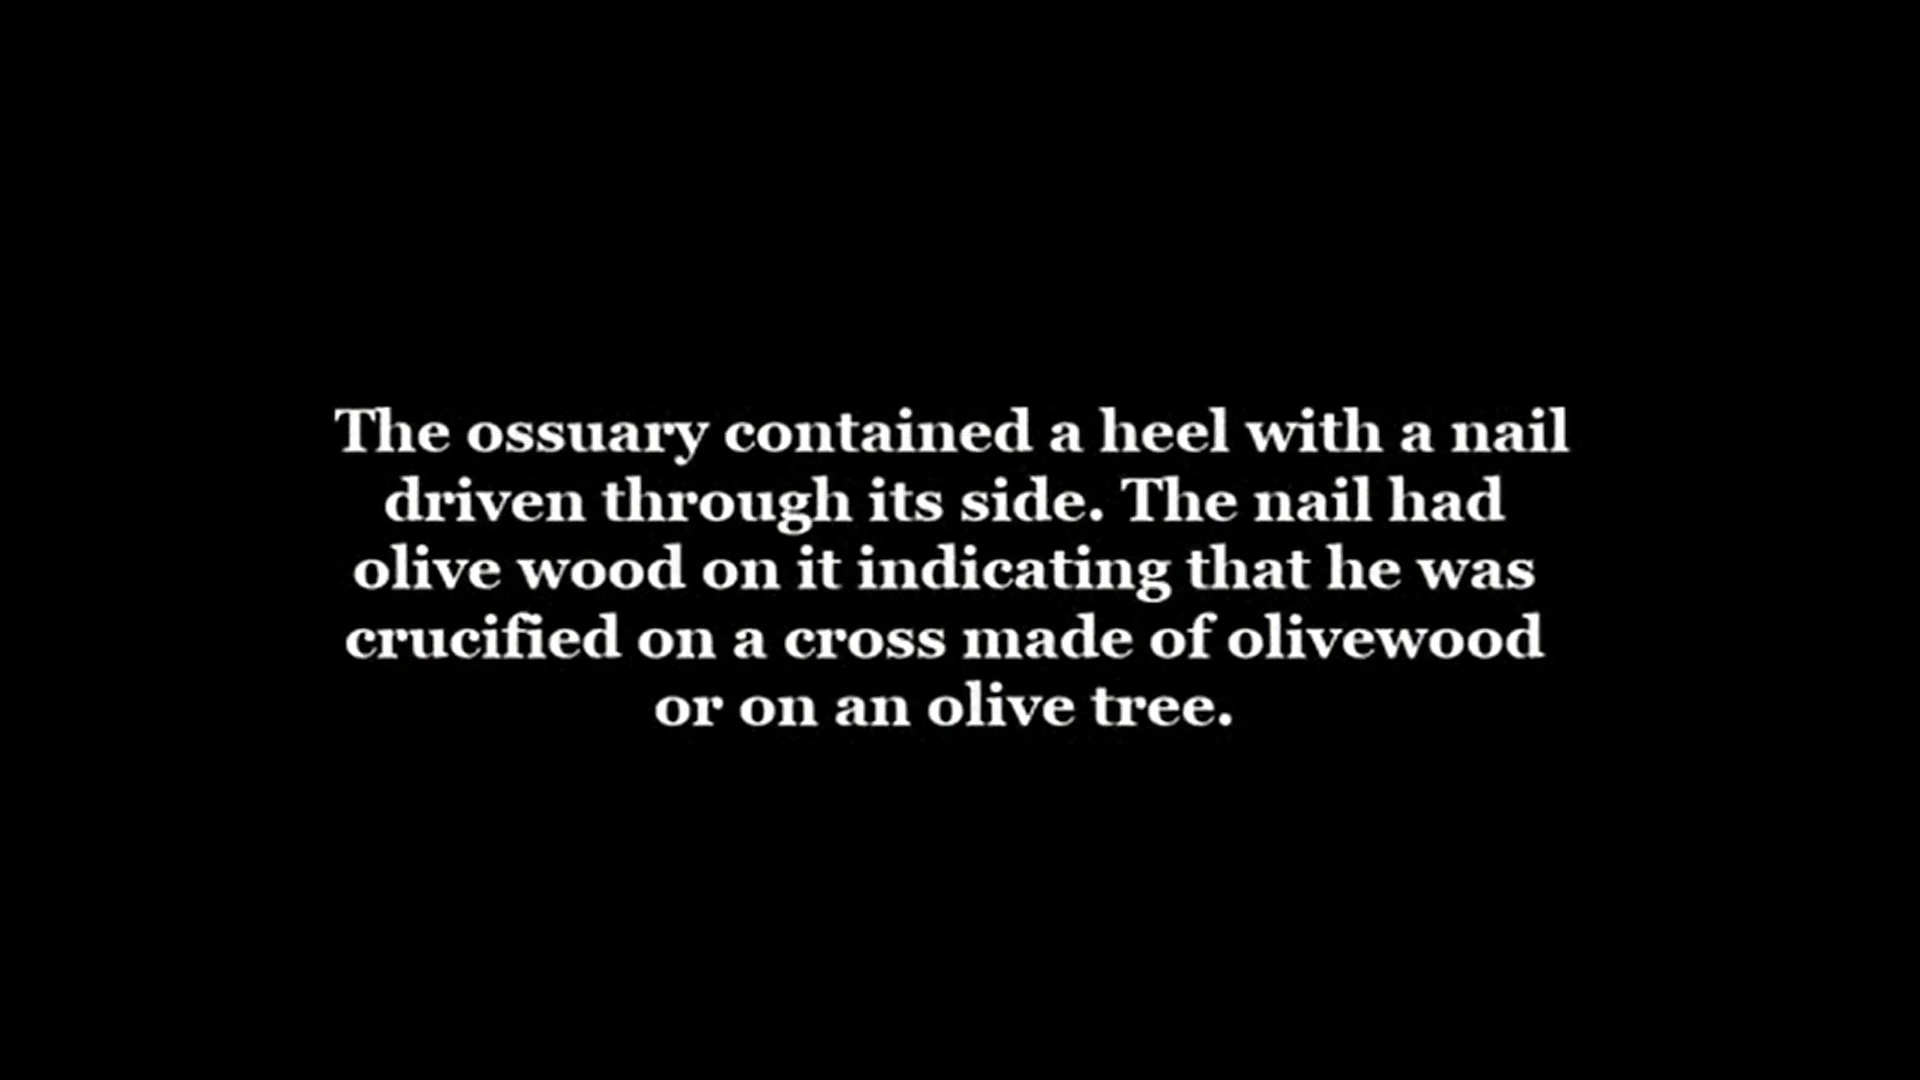 The ossuary contained a heel with a nail
driven through its side. The nail had
olive wood on it indicating that he was
crucified on a cross made of olivewood
or on an olive tree.